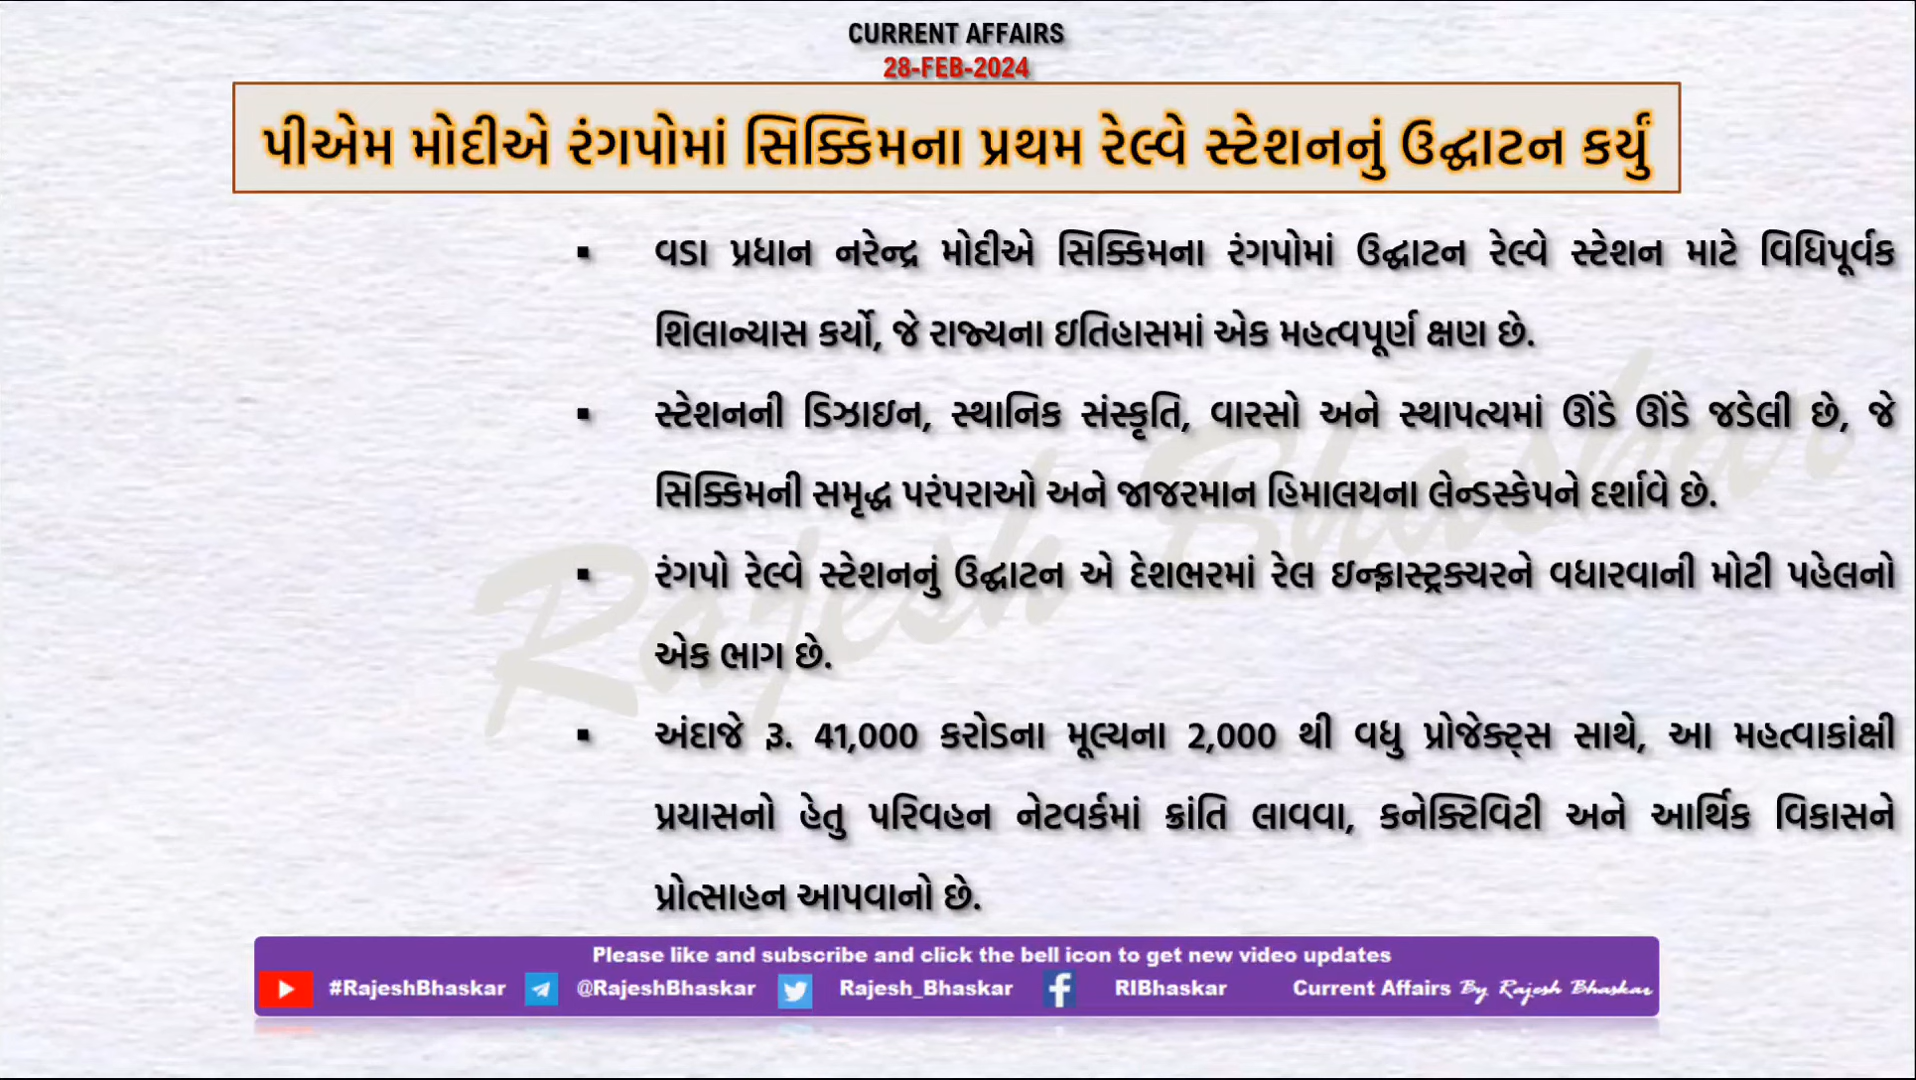 CURRENT AFFAIRS
28-FEB-2024
પીએમ મોદીએ રંગપોમાં સિક્કિમના પ્રથમ રેલ્વે સ્ટેશનનું ઉદ્ઘાટન કર્યું
▪ વડા પ્રધાન નરેન્દ્ર મોદીએ સિક્કિમના રંગપોમાં ઉદ્ઘાટન રેલ્વે સ્ટેશન માટે વિધિપૂર્વક
શિલાન્યાસ કર્યો, જે રાજ્યના ઇતિહાસમાં એક મહત્વપૂર્ણ ક્ષણ છે.
▪ સ્ટેશનની ડિઝાઇન, સ્થાનિક સંસ્કૃતિ, વારસો અને સ્થાપત્યમાં ઊંડે ઊંડે જડેલી છે, જે
સિક્કિમની સમૃદ્ધ પરંપરાઓ અને જાજરમાન હિમાલયના લેન્ડસ્કેપને દર્શાવે છે.
▪ રંગપો રેલ્વે સ્ટેશનનું ઉદ્ઘાટન એ દેશભરમાં રેલ ઇન્ફ્રાસ્ટ્રક્ચરને વધારવાની મોટી પહેલનો
એક ભાગ છે.
▪ અંદાજે રૂ. 41,000 કરોડના મૂલ્યના 2,000 થી વધુ પ્રોજેક્ટ્સ સાથે, આ મહત્વાકાંક્ષી
પ્રયાસનો હેતુ પરિવહન નેટવર્કમાં ક્રાંતિ લાવવા, કનેક્ટિવિટી અને આર્થિક વિકાસને
પ્રોત્સાહન આપવાનો છે.
Rajesh Bhaskar
Please like and subscribe and click the bell icon to get new video updates
#RajeshBhaskar @RajeshBhaskar Rajesh_Bhaskar RIBhaskar Current Affairs By Rajesh Bhaskar